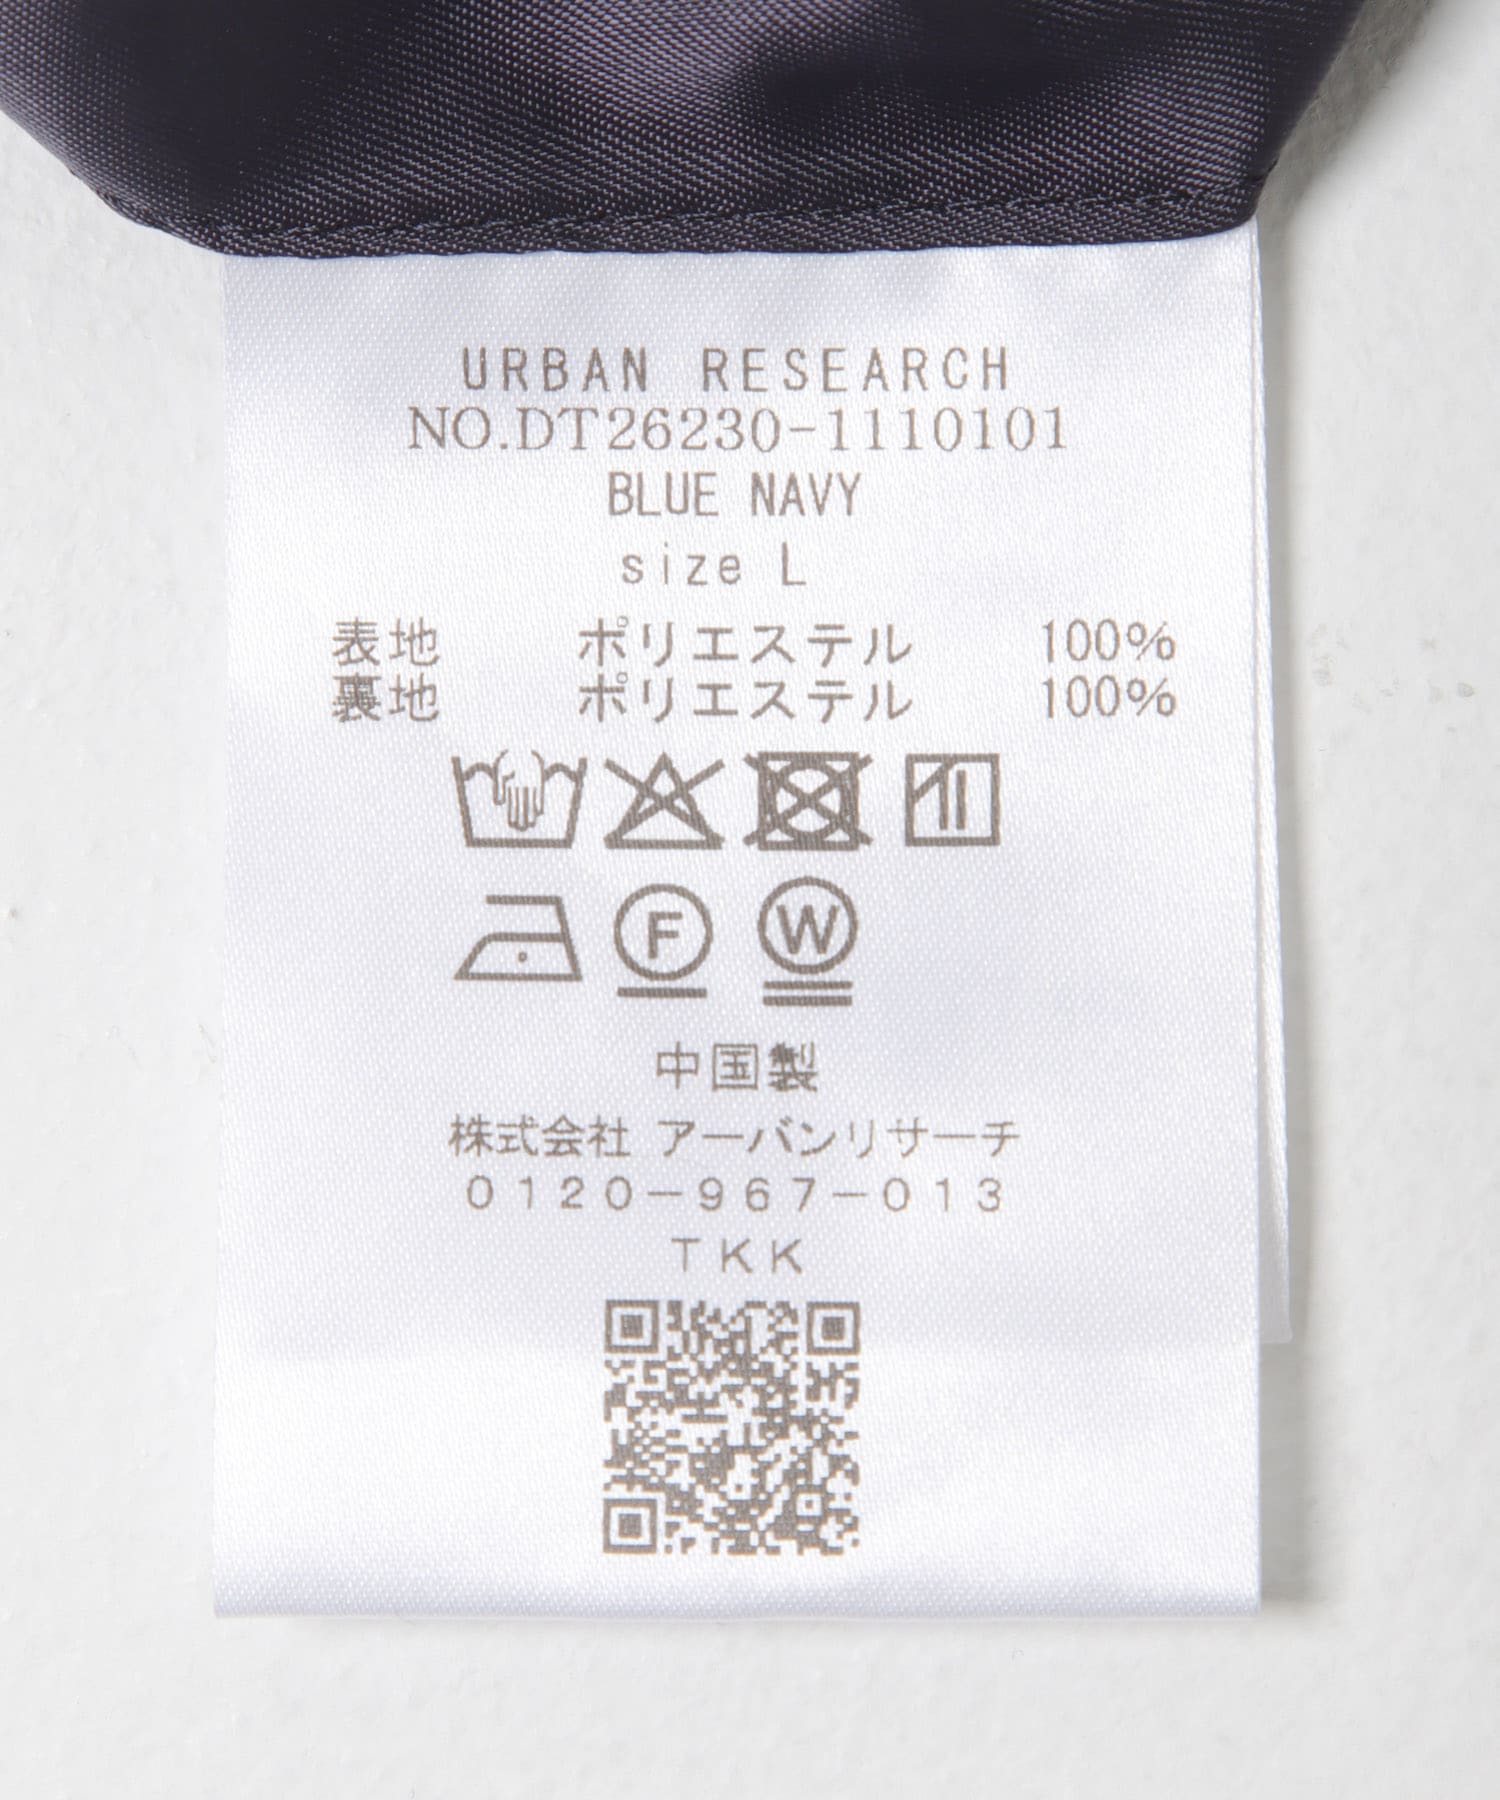 URBAN RESEARCH
NO.DT26230-1110101
BLUE NAVY
size L
表地 ポリエステル 100%
裏地 ポリエステル 100%
F W
中国製
株式会社 アーバンリサーチ
0120-967-013
TKK